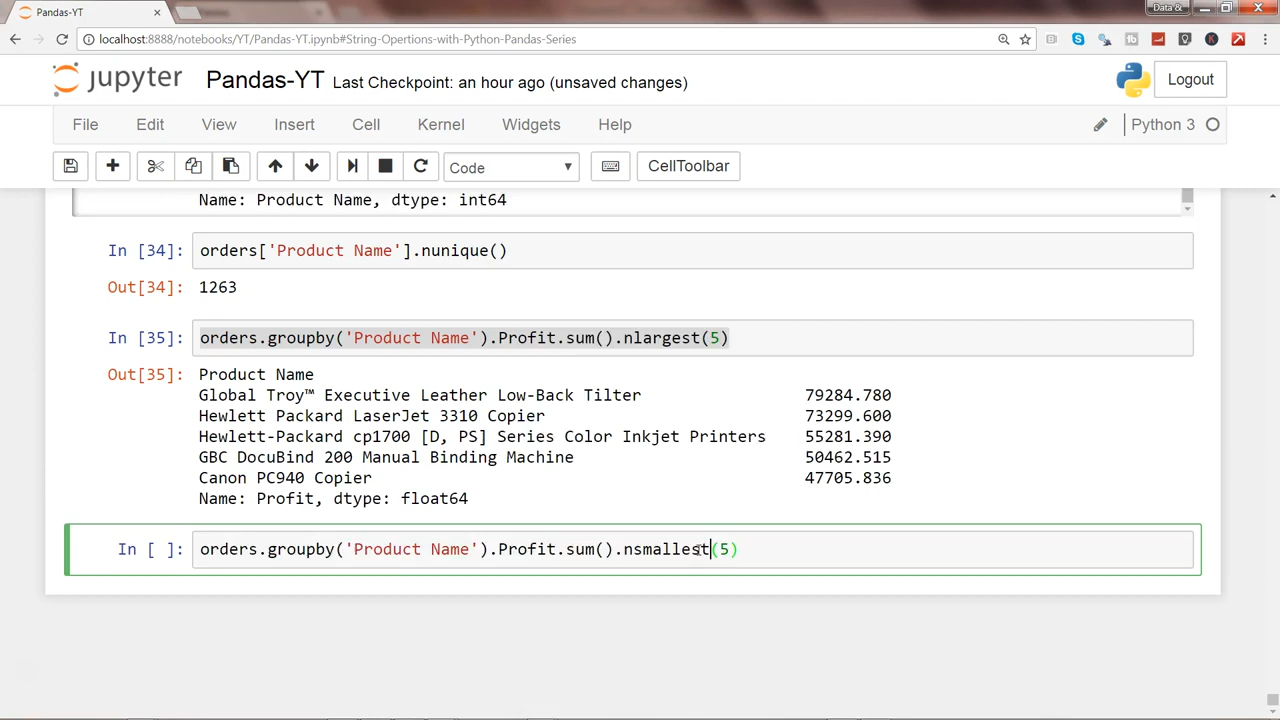 Pandas-YT
Data &
localhost:8888/notebooks/YT/Pandas-YT.ipynb#String-Opertions-with-Python-Pandas-Series
jupyter Pandas-YT Last Checkpoint: an hour ago (unsaved changes) Logout
File Edit View Insert Cell Kernel Widgets Help Python 3
Code CellToolbar
Name: Product Name, dtype: int64
In [34]: orders['Product Name'].nunique()
Out[34]: 1263
In [35]: orders.groupby('Product Name').Profit.sum().nlargest(5)
Out[35]: Product Name
Global Troy™ Executive Leather Low-Back Tilter 79284.780
Hewlett Packard LaserJet 3310 Copier 73299.600
Hewlett-Packard cp1700 [D, PS] Series Color Inkjet Printers 55281.390
GBC DocuBind 200 Manual Binding Machine 50462.515
Canon PC940 Copier 47705.836
Name: Profit, dtype: float64
In [ ]: orders.groupby('Product Name').Profit.sum().nsmallest(5)